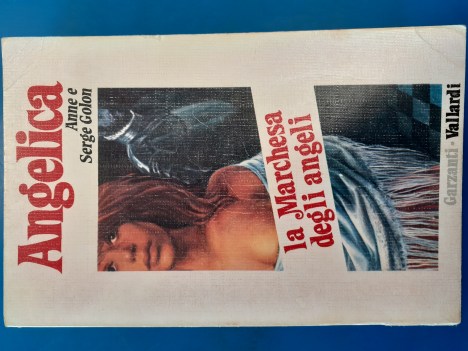 Angelica
Anne e
Serge Golon
la Marchesa
degli angeli
Garzanti - Vallardi